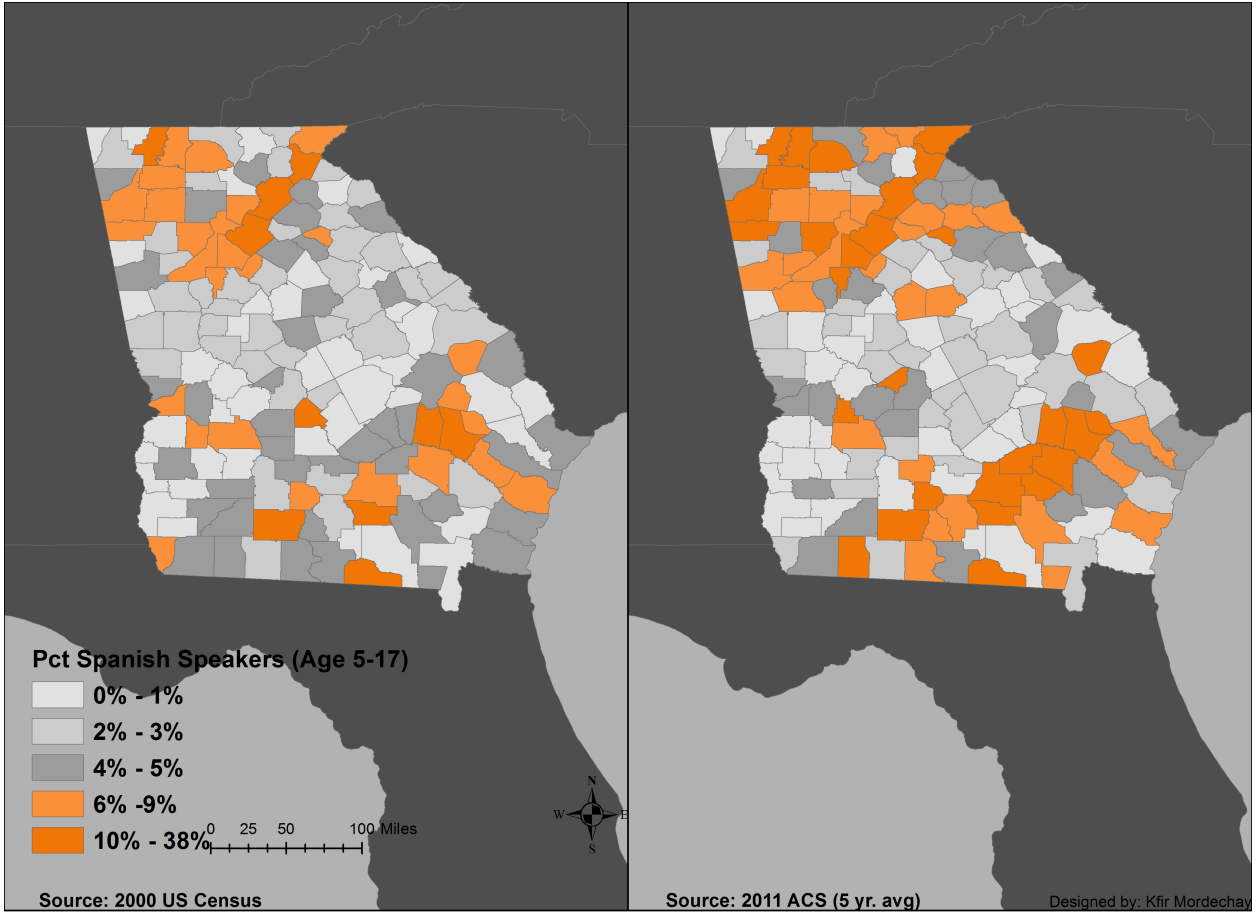 Pct Spanish Speakers (Age 5-17)
0% - 1%
2% - 3%
4% - 5%
6% -9%
10% - 38%
0 25 50 100 Miles
N
W E
S
Source: 2000 US Census
Source: 2011 ACS (5 yr. avg)
Designed by: Kfir Mordechay